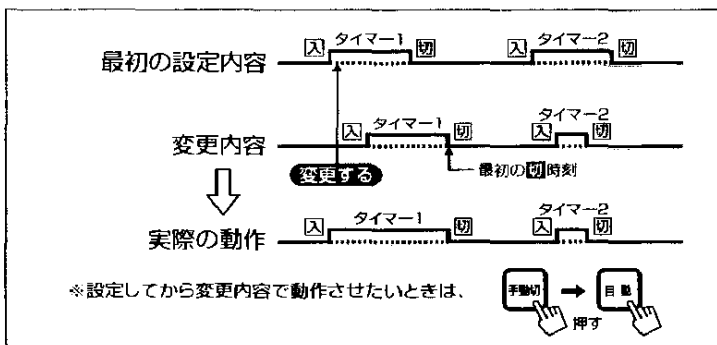 入 タイマー1 切 入 タイマー2 切
最初の設定内容
入 タイマー1 切 入 タイマー2 切
変更内容
変更する
最初の切時刻
入 タイマー1 切 入 タイマー2 切
実際の動作
※設定してから変更内容で動作させたいときは、
手動切 → 自動
押す